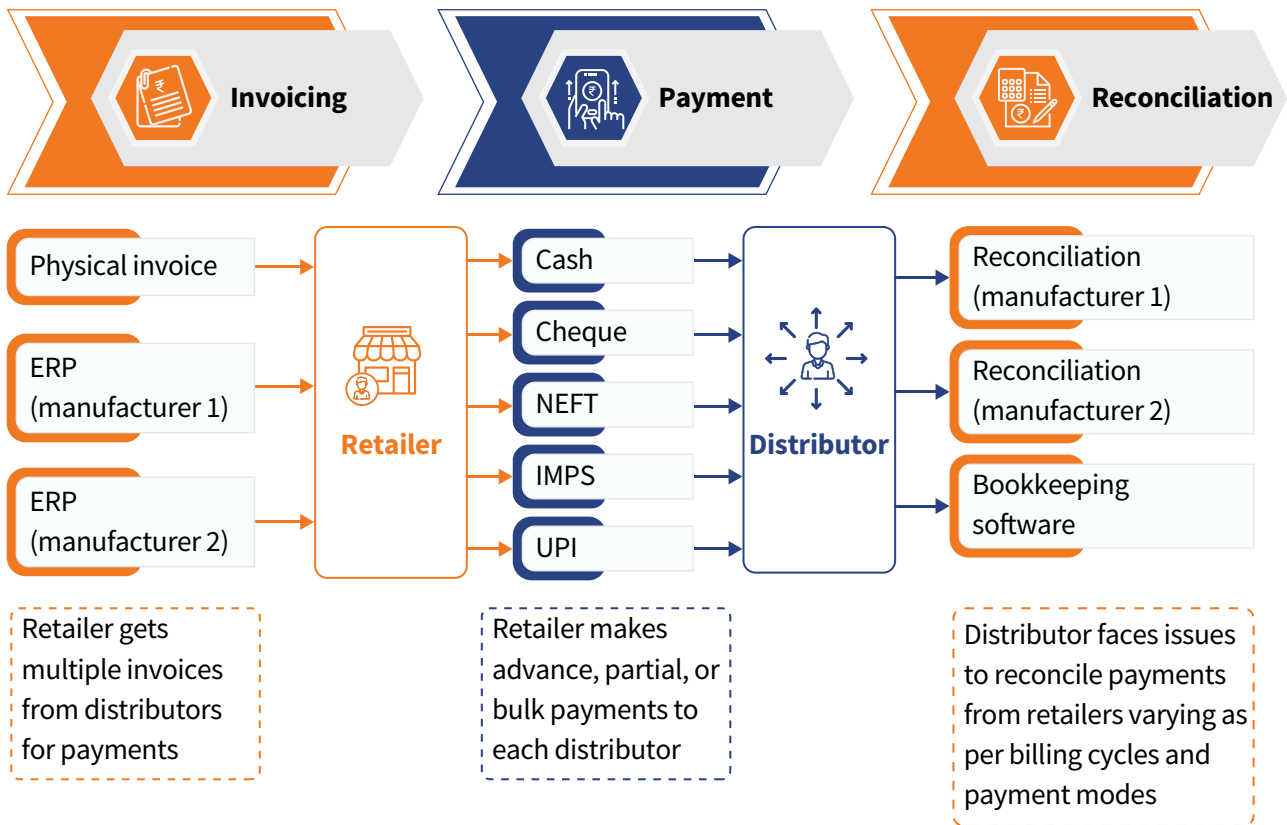 Invoicing
Payment
Reconciliation
Physical invoice
ERP
(manufacturer 1)
ERP
(manufacturer 2)
Retailer
Cash
Cheque
NEFT
IMPS
UPI
Distributor
Reconciliation
(manufacturer 1)
Reconciliation
(manufacturer 2)
Bookkeeping
software
Retailer gets
multiple invoices
from distributors
for payments
Retailer makes
advance, partial, or
bulk payments to
each distributor
Distributor faces issues
to reconcile payments
from retailers varying as
per billing cycles and
payment modes